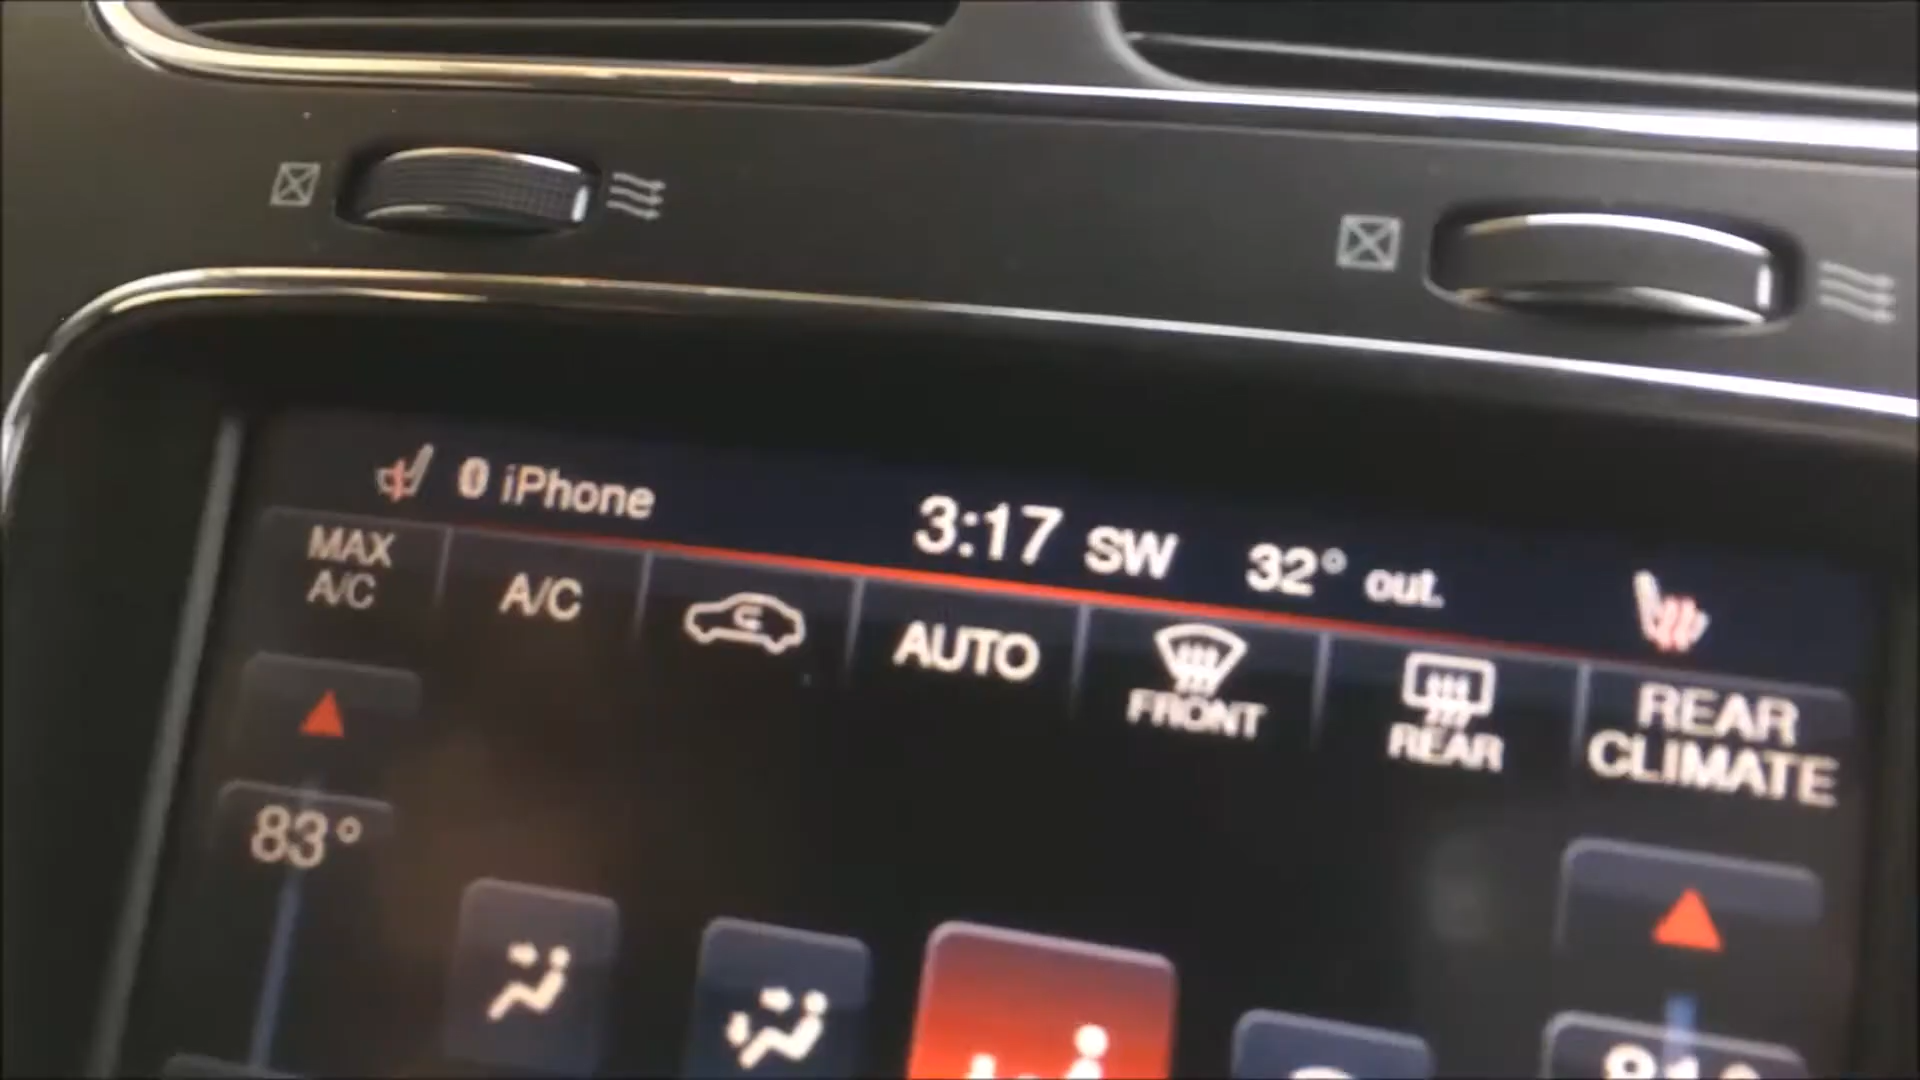 iPhone
3:17 SW 32° out.
MAX
A/C
A/C
AUTO
FRONT
REAR
REAR
CLIMATE
83°